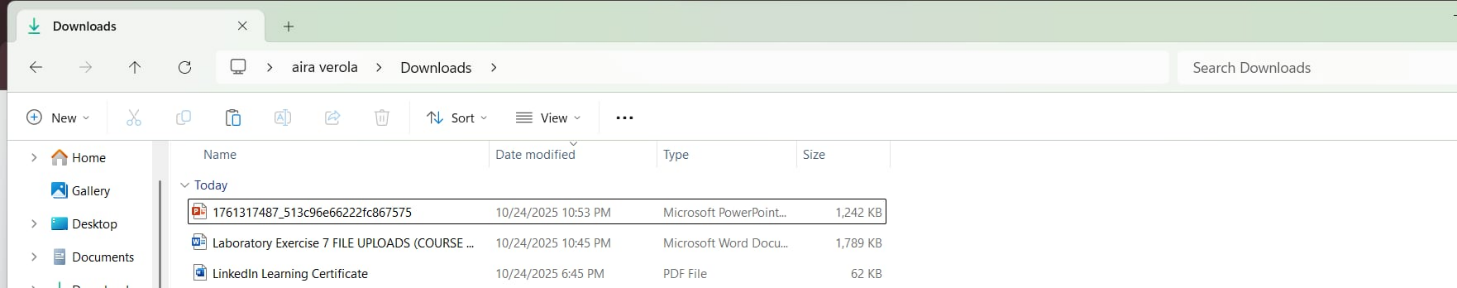 Downloads
aira verola > Downloads >
Search Downloads
New
Sort
View
Name Date modified Type Size
Home
Gallery
Desktop
Documents
Today
1761317487_513c96e66222fc867575 10/24/2025 10:53 PM Microsoft PowerPoint... 1,242 KB
Laboratory Exercise 7 FILE UPLOADS (COURSE ... 10/24/2025 10:45 PM Microsoft Word Docu... 1,789 KB
LinkedIn Learning Certificate 10/24/2025 6:45 PM PDF File 62 KB